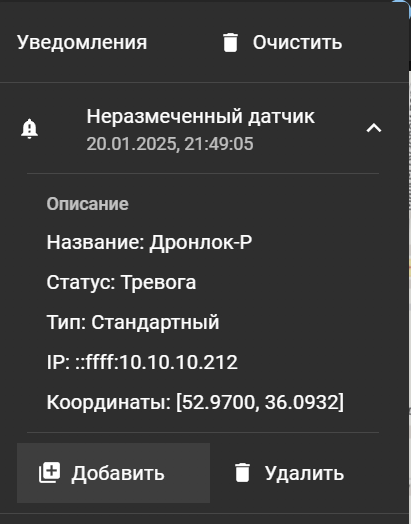 Уведомления
Очистить
Неразмеченный датчик
20.01.2025, 21:49:05
Описание
Название: Дронлок-Р
Статус: Тревога
Тип: Стандартный
IP: ::ffff:10.10.10.212
Координаты: [52.9700, 36.0932]
Добавить
Удалить